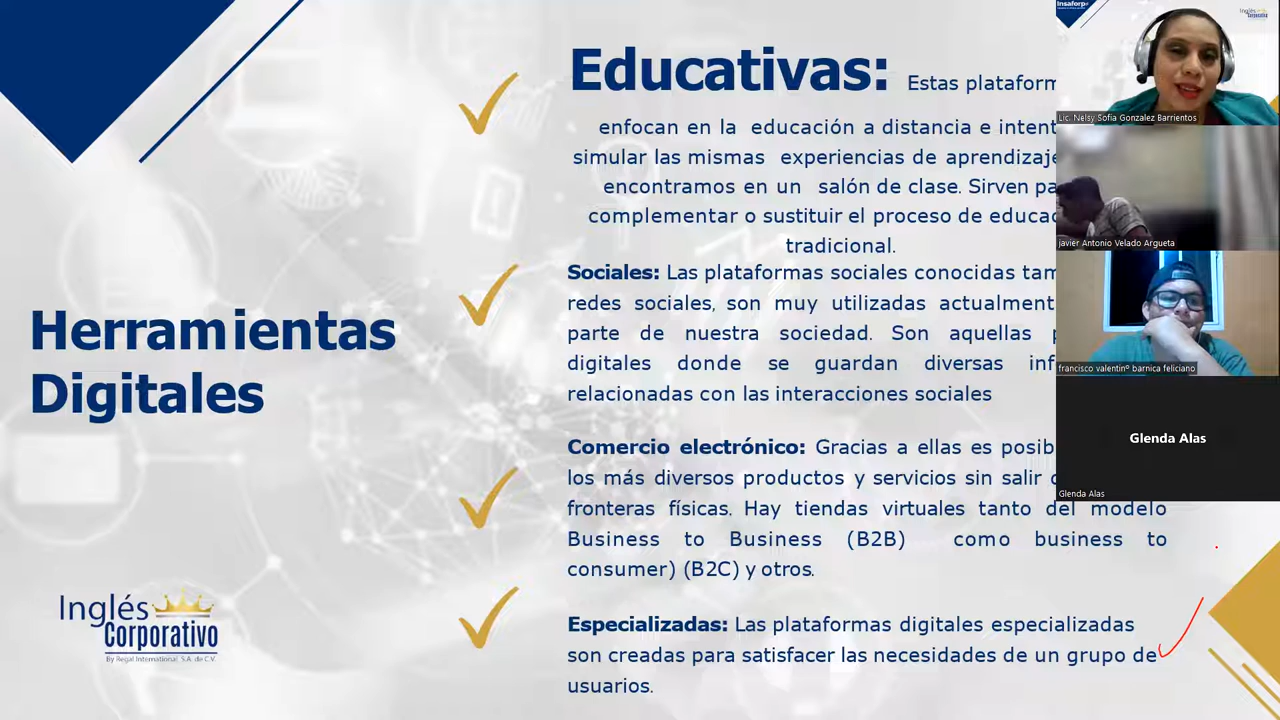 Herramientas
Digitales
Educativas: Estas plataform
enfocan en la educación a distancia e intent
simular las mismas experiencias de aprendizaje
encontramos en un salón de clase. Sirven pa
complementar o sustituir el proceso de educac
tradicional.
Sociales: Las plataformas sociales conocidas tam
redes sociales, son muy utilizadas actualment
parte de nuestra sociedad. Son aquellas p
digitales donde se guardan diversas inf
relacionadas con las interacciones sociales
Comercio electrónico: Gracias a ellas es posib
los más diversos productos y servicios sin salir d
fronteras físicas. Hay tiendas virtuales tanto del modelo
Business to Business (B2B) como business to
consumer) (B2C) y otros.
Especializadas: Las plataformas digitales especializadas
son creadas para satisfacer las necesidades de un grupo de
usuarios.
Inglés
Corporativo
By Regal International S.A. de C.V.
Insaforp
Inglés
Corporativo
Lic. Nelsy Sofía Gonzalez Barrientos
javier Antonio Velado Argueta
francisco valentinº barnica feliciano
Glenda Alas
Glenda Alas